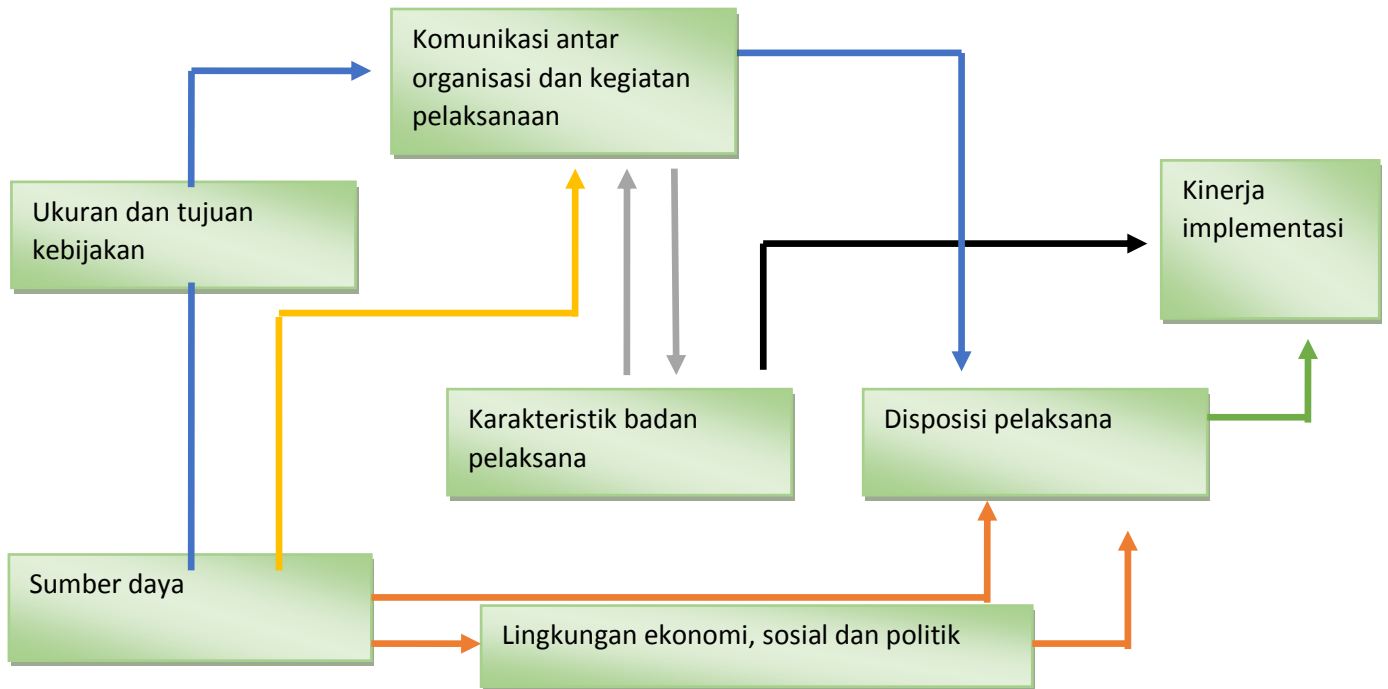 Komunikasi antar
organisasi dan kegiatan
pelaksanaan
Ukuran dan tujuan
kebijakan
Kinerja
implementasi
Karakteristik badan
pelaksana
Disposisi pelaksana
Sumber daya
Lingkungan ekonomi, sosial dan politik